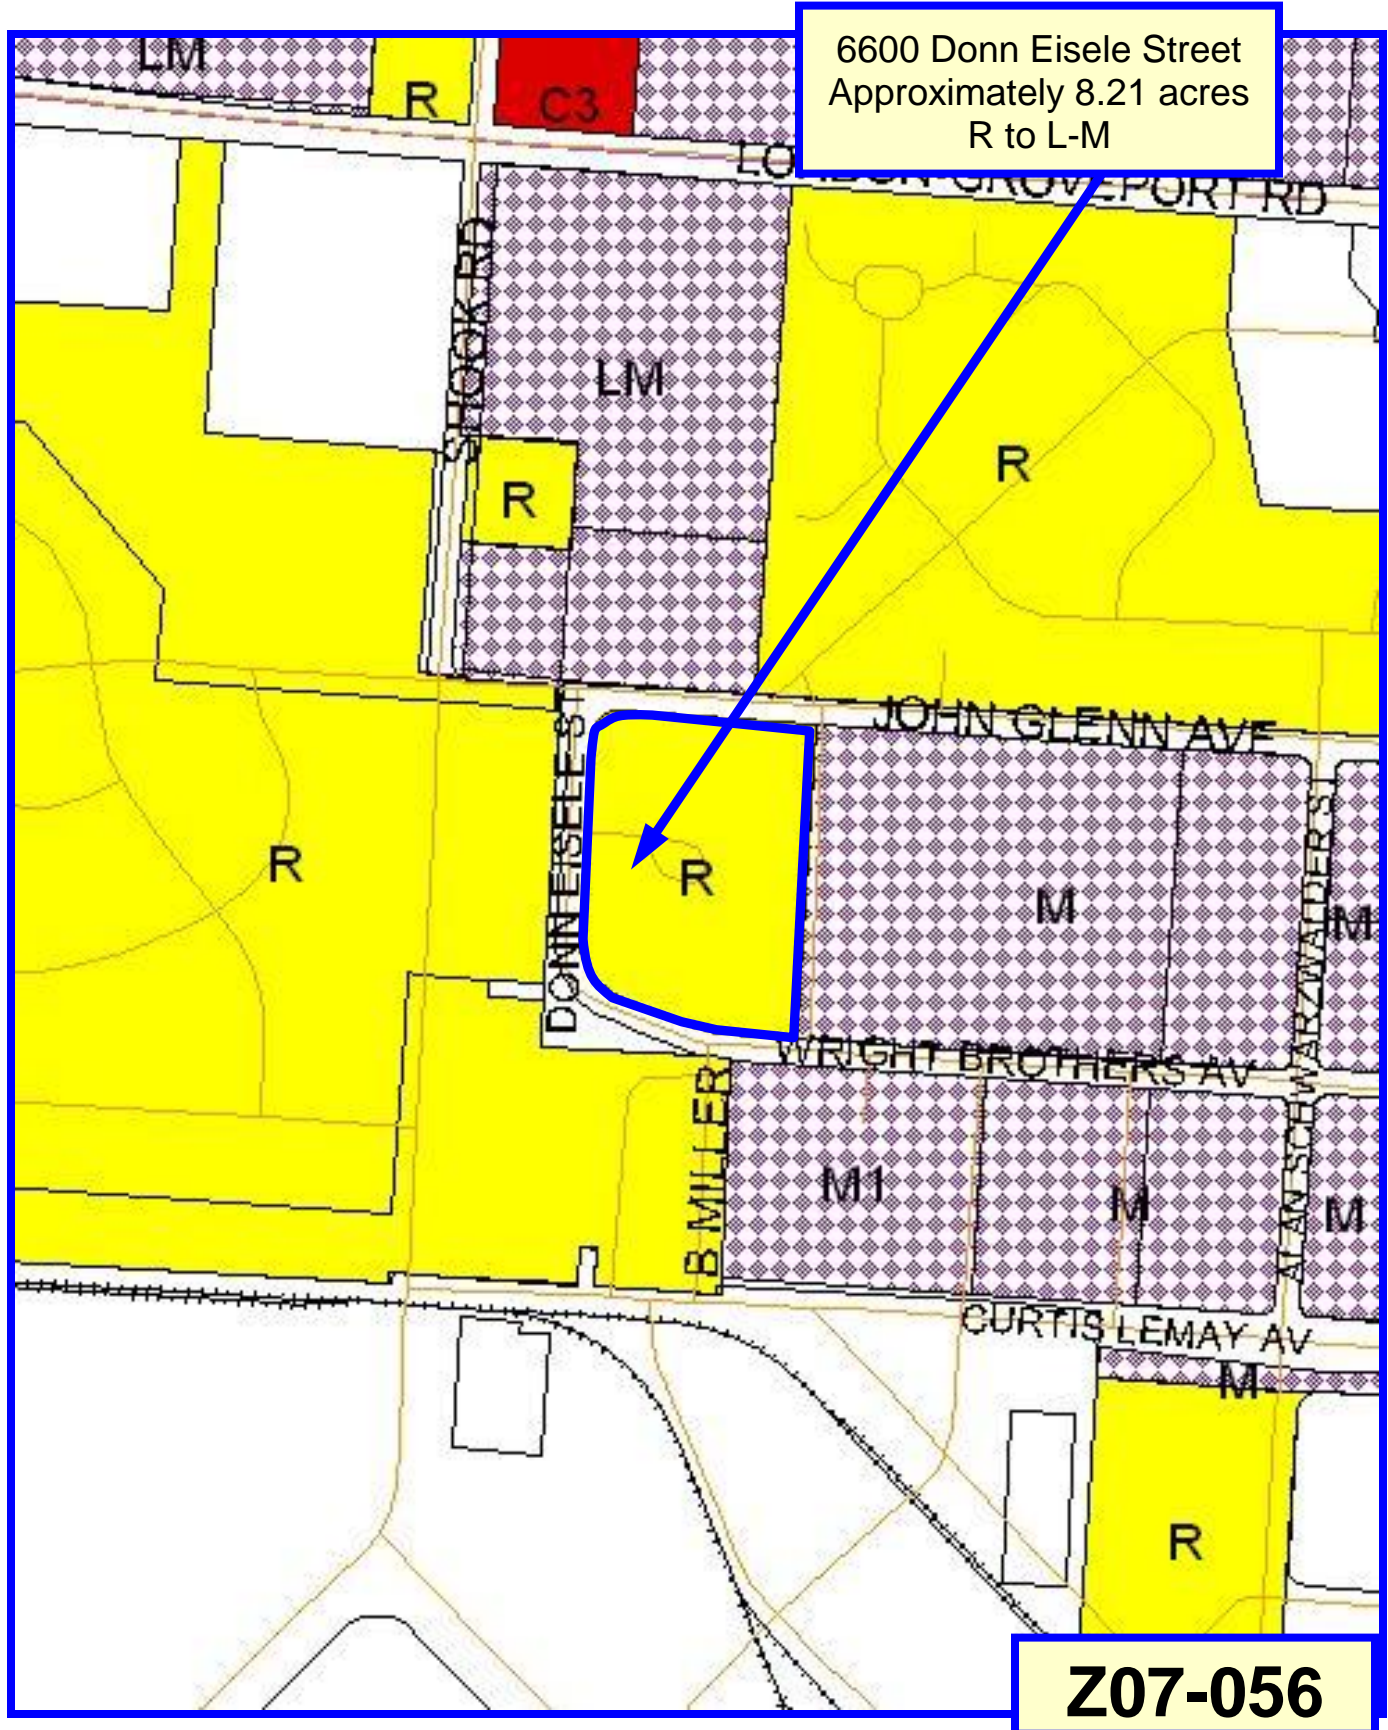 6600 Donn Eisele Street
Approximately 8.21 acres
R to L-M
LM
R
C3
GROVEPORT RD
SHOOK RD
LM
R
R
JOHN GLENN AVE
DONN EISELE ST
R
R
M
M
WRIGHT BROTHERS AV
B MILLER
M1
M
M
CURTIS LEMAY AV
M
R
Z07-056